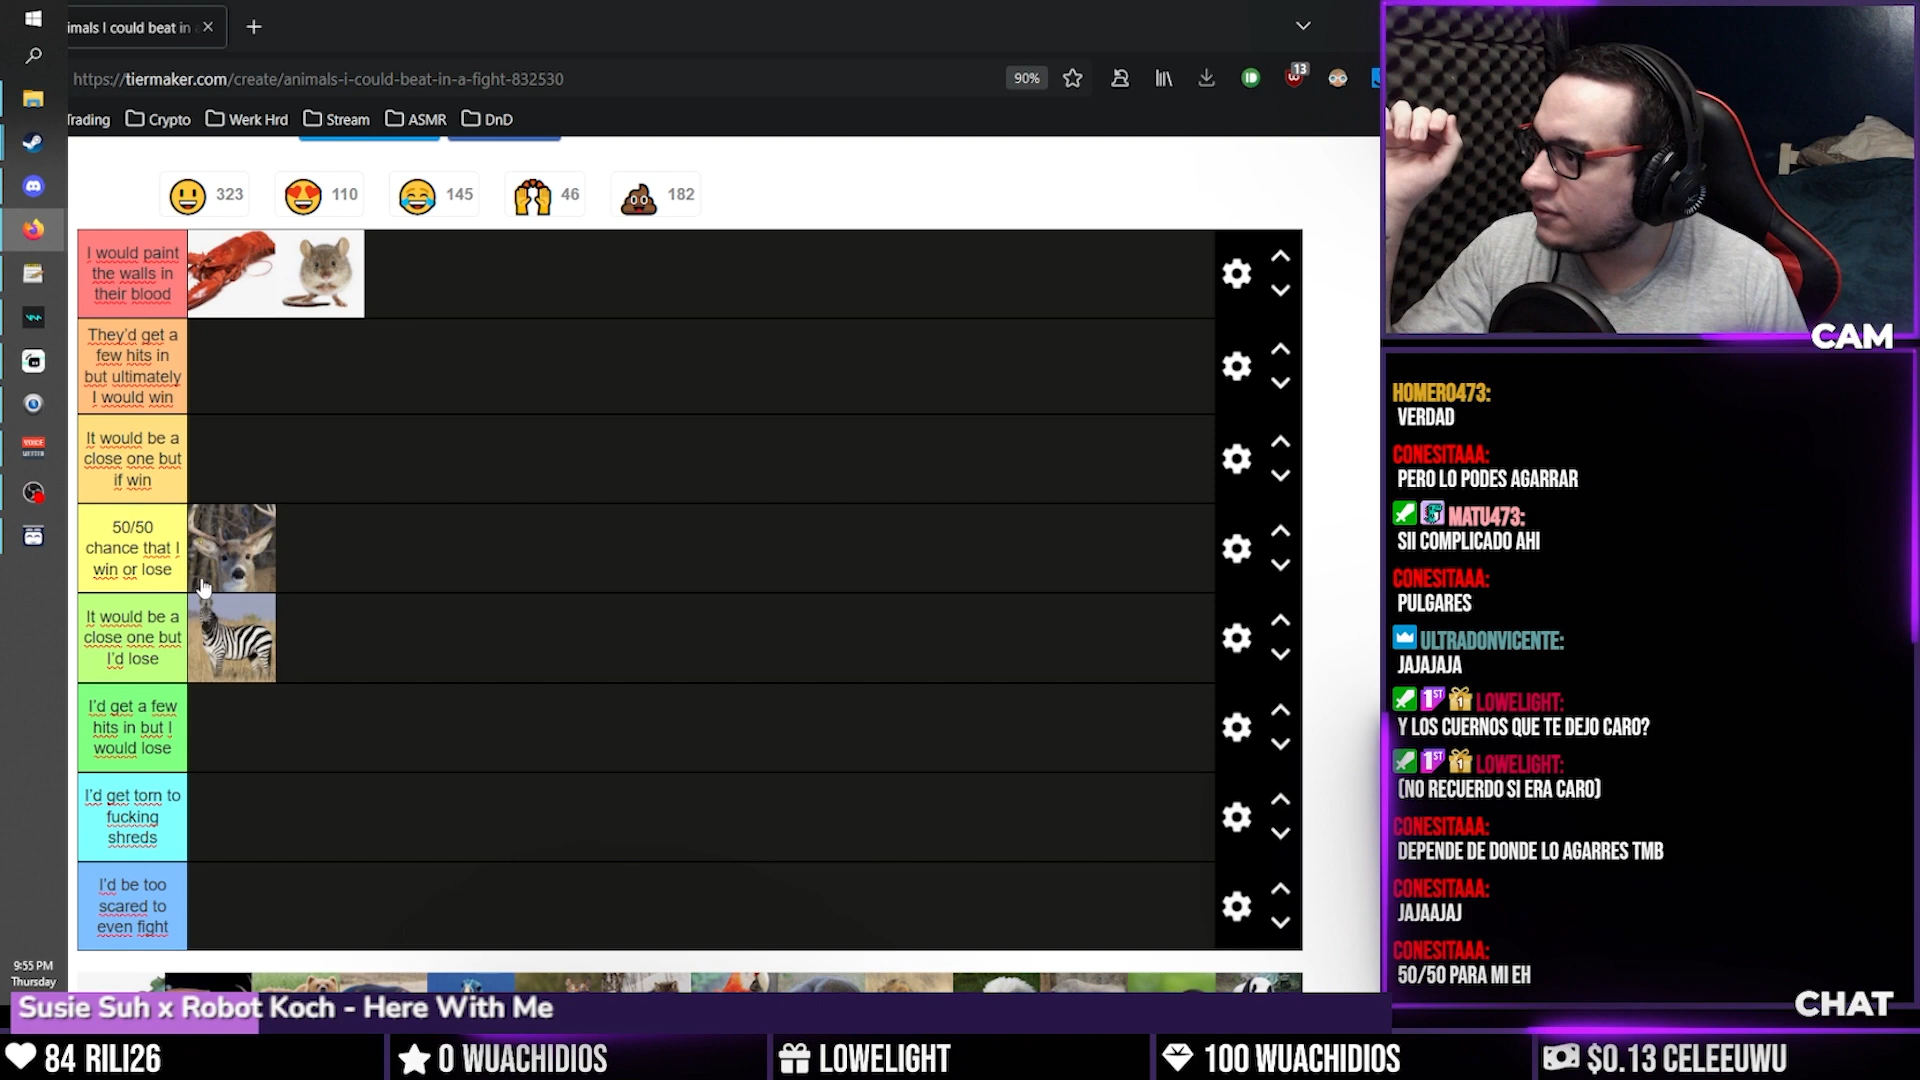 imals I could beat in
https://tiermaker.com/create/animals-i-could-beat-in-a-fight-832530
90%
13
Trading
Crypto
Werk Hrd
Stream
ASMR
DnD
323
110
145
46
182
I would paint
the walls in
their blood
They'd get a
few hits in
but ultimately
I would win
It would be a
close one but
if win
50/50
chance that I
win or lose
It would be a
close one but
I'd lose
I'd get a few
hits in but I
would lose
I'd get torn to
fucking
shreds
I'd be too
scared to
even fight
9:55 PM
Thursday
CAM
HOMERO473:
VERDAD
CONESITAAA:
PERO LO PODES AGARRAR
MATU473:
SII COMPLICADO AHI
CONESITAAA:
PULGARES
ULTRADONVICENTE:
JAJAJAJA
1ST 1 LOWELIGHT:
Y LOS CUERNOS QUE TE DEJO CARO?
1ST 1 LOWELIGHT:
(NO RECUERDO SI ERA CARO)
CONESITAAA:
DEPENDE DE DONDE LO AGARRES TMB
CONESITAAA:
JAJAAJAJ
CONESITAAA:
50/50 PARA MI EH
CHAT
Susie Suh x Robot Koch - Here With Me
84 RILI26
0 WUACHIDIOS
LOWELIGHT
100 WUACHIDIOS
$0.13 CELEEUWU